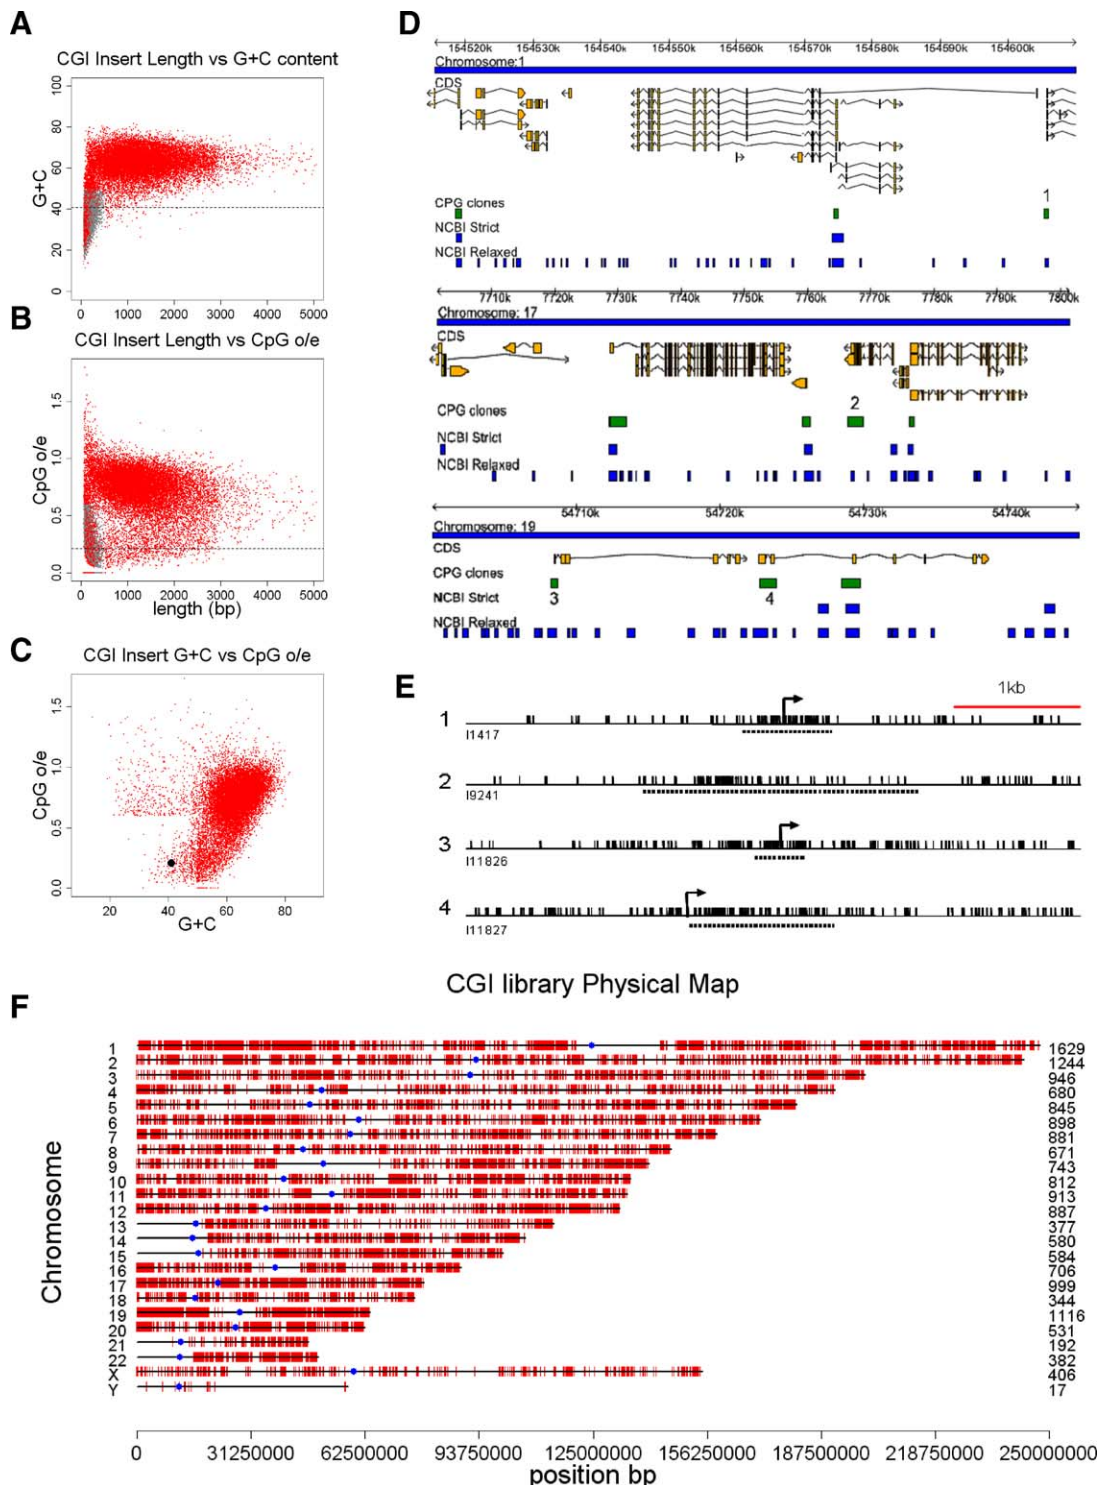 A
CGI Insert Length vs G+C content
100
80
60
40
20
0
G+C
0 1000 2000 3000 4000 5000
B
CGI Insert Length vs CpG o/e
1.5
1.0
0.5
0.0
CpG o/e
0 1000 2000 3000 4000 5000
length (bp)
C
CGI Insert G+C vs CpG o/e
1.5
1.0
0.5
0.0
CpG o/e
20 40 60 80
G+C
D
154520k 154530k 154540k 154550k 154560k 154570k 154580k 154590k 154600k
Chromosome:1
CDS
CPG clones
1
NCBI Strict
NCBI Relaxed
7710k 7720k 7730k 7740k 7750k 7760k 7770k 7780k 7790k 7800k
Chromosome: 17
CDS
CPG clones
2
NCBI Strict
NCBI Relaxed
54710k 54720k 54730k 54740k
Chromosome: 19
CDS
CPG clones
NCBI Strict
3
4
NCBI Relaxed
E
1kb
1
I1417
2
I9241
3
I11826
4
I11827
CGI library Physical Map
F
Chromosome
1 1629
2 1244
3 946
4 680
5 845
6 898
7 881
8 671
9 743
10 812
11 913
12 887
13 377
14 580
15 584
16 706
17 999
18 344
19 1116
20 531
21 192
22 382
X 406
Y 17
0 31250000 62500000 93750000 125000000 156250000 187500000 218750000 250000000
position bp